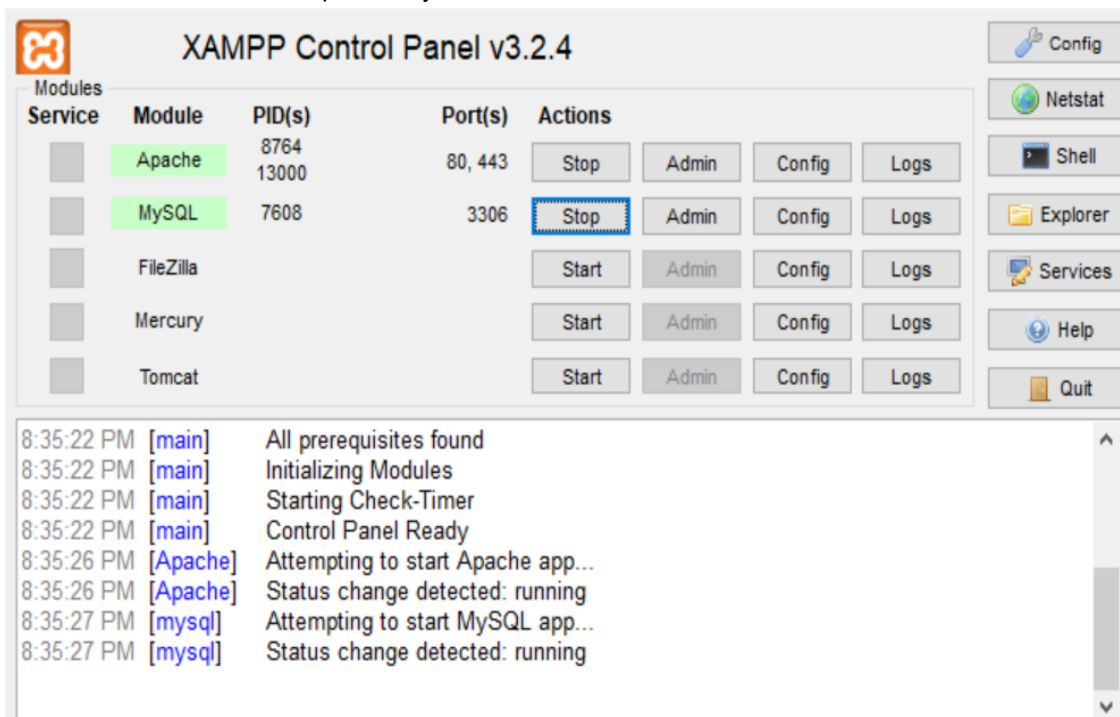 XAMPP Control Panel v3.2.4
Config
Modules
Netstat
Service Module PID(s) Port(s) Actions
Apache 8764 13000 80, 443 Stop Admin Config Logs
Shell
MySQL 7608 3306 Stop Admin Config Logs
Explorer
FileZilla Start Admin Config Logs
Services
Mercury Start Admin Config Logs
Help
Tomcat Start Admin Config Logs
Quit
8:35:22 PM [main] All prerequisites found
8:35:22 PM [main] Initializing Modules
8:35:22 PM [main] Starting Check-Timer
8:35:22 PM [main] Control Panel Ready
8:35:26 PM [Apache] Attempting to start Apache app...
8:35:26 PM [Apache] Status change detected: running
8:35:27 PM [mysql] Attempting to start MySQL app...
8:35:27 PM [mysql] Status change detected: running